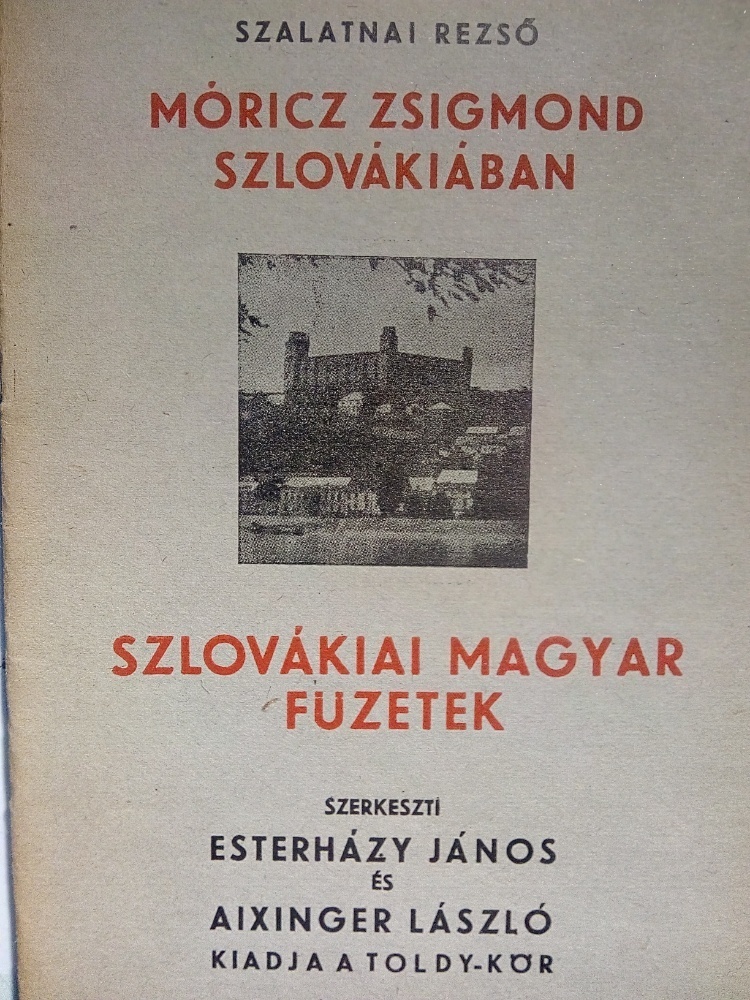 SZALATNAI REZSŐ
MÓRICZ ZSIGMOND
SZLOVÁKIÁBAN
SZLOVÁKIAI MAGYAR
FÜZETEK
SZERKESZTI
ESTERHÁZY JÁNOS
ÉS
AIXINGER LÁSZLÓ
KIADJA A TOLDY-KÖR